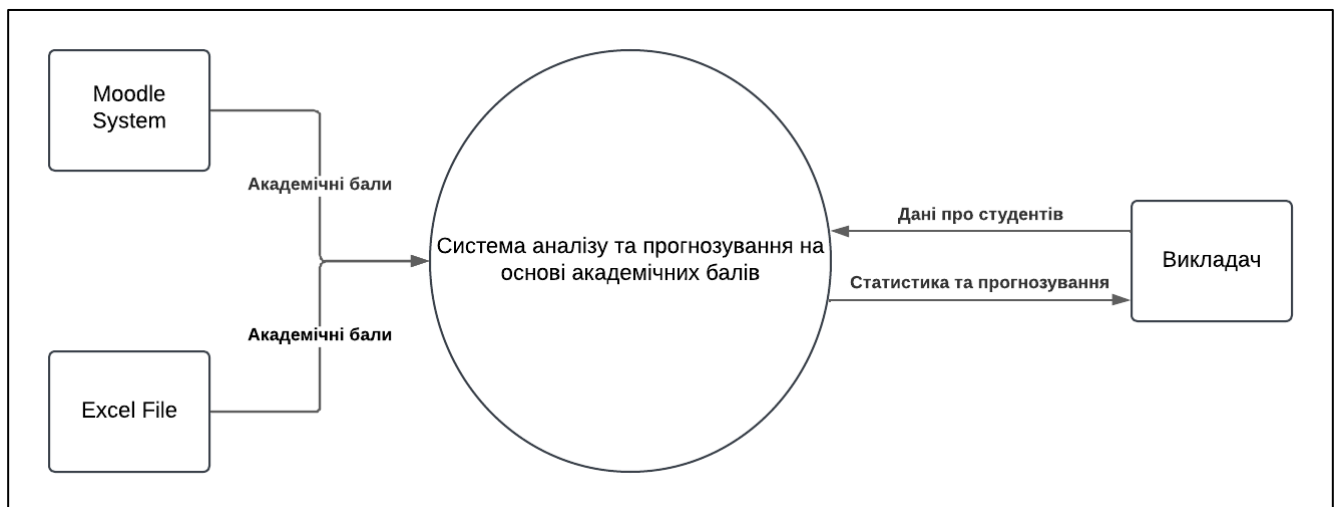 Moodle
System
Академічні бали
Система аналізу та прогнозування на
основі академічних балів
Дані про студентів
Статистика та прогнозування
Викладач
Академічні бали
Excel File